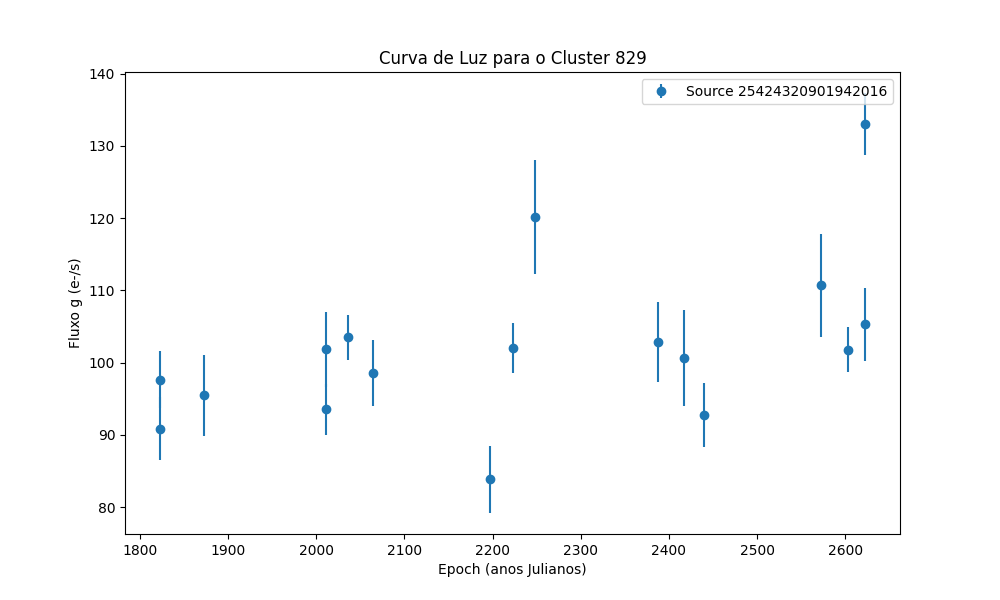 Curva de Luz para o Cluster 829
Source 25424320901942016
Fluxo g (e-/s)
140
130
120
110
100
90
80
1800 1900 2000 2100 2200 2300 2400 2500 2600
Epoch (anos Julianos)